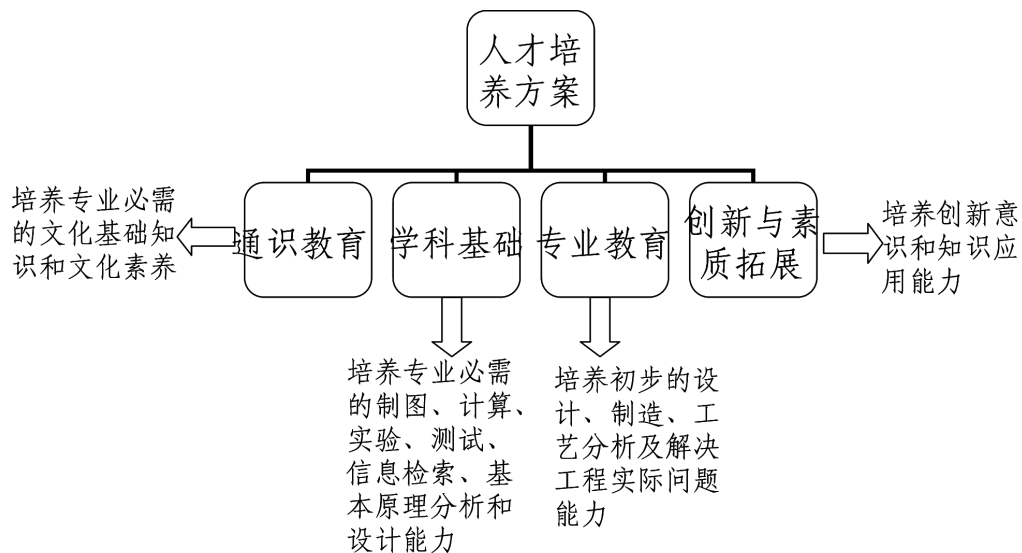 人才培
养方案
培养专业必需
的文化基础知
识和文化素养
通识教育
学科基础
专业教育
创新与素
质拓展
培养创新意
识和知识应
用能力
培养专业必需
的制图、计算、
实验、测试、
信息检索、基
本原理分析和
设计能力
培养初步的设
计、制造、工
艺分析及解决
工程实际问题
能力